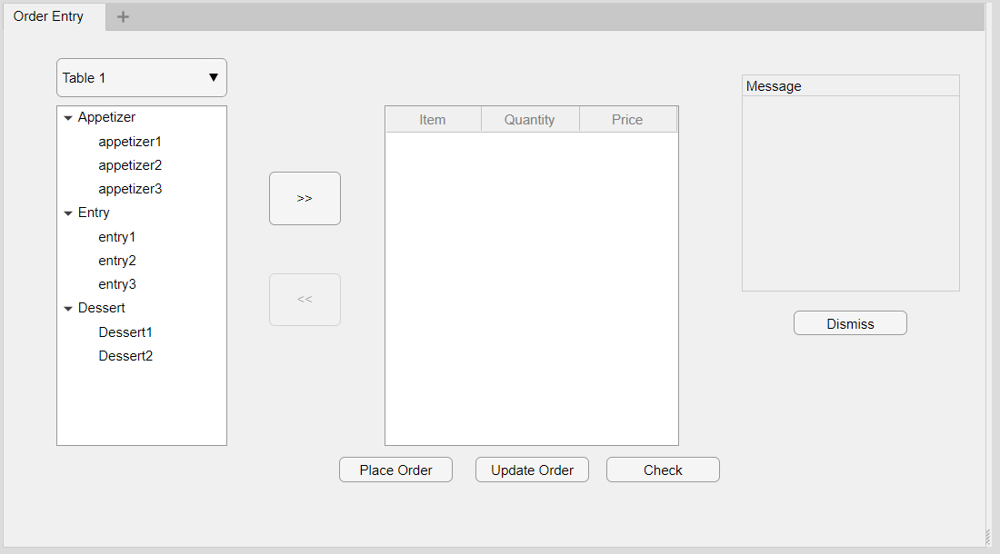 Order Entry
Table 1
Appetizer
appetizer1
appetizer2
appetizer3
Entry
entry1
entry2
entry3
Dessert
Dessert1
Dessert2
>>
<<
Item Quantity Price
Place Order Update Order Check
Message
Dismiss